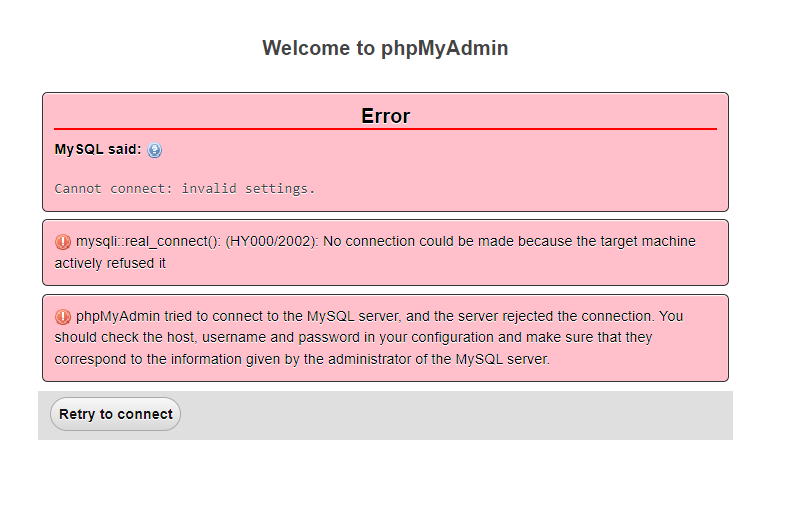 Welcome to phpMyAdmin
Error
MySQL said:
Cannot connect: invalid settings.
mysqli::real_connect(): (HY000/2002): No connection could be made because the target machine
actively refused it
phpMyAdmin tried to connect to the MySQL server, and the server rejected the connection. You
should check the host, username and password in your configuration and make sure that they
correspond to the information given by the administrator of the MySQL server.
Retry to connect